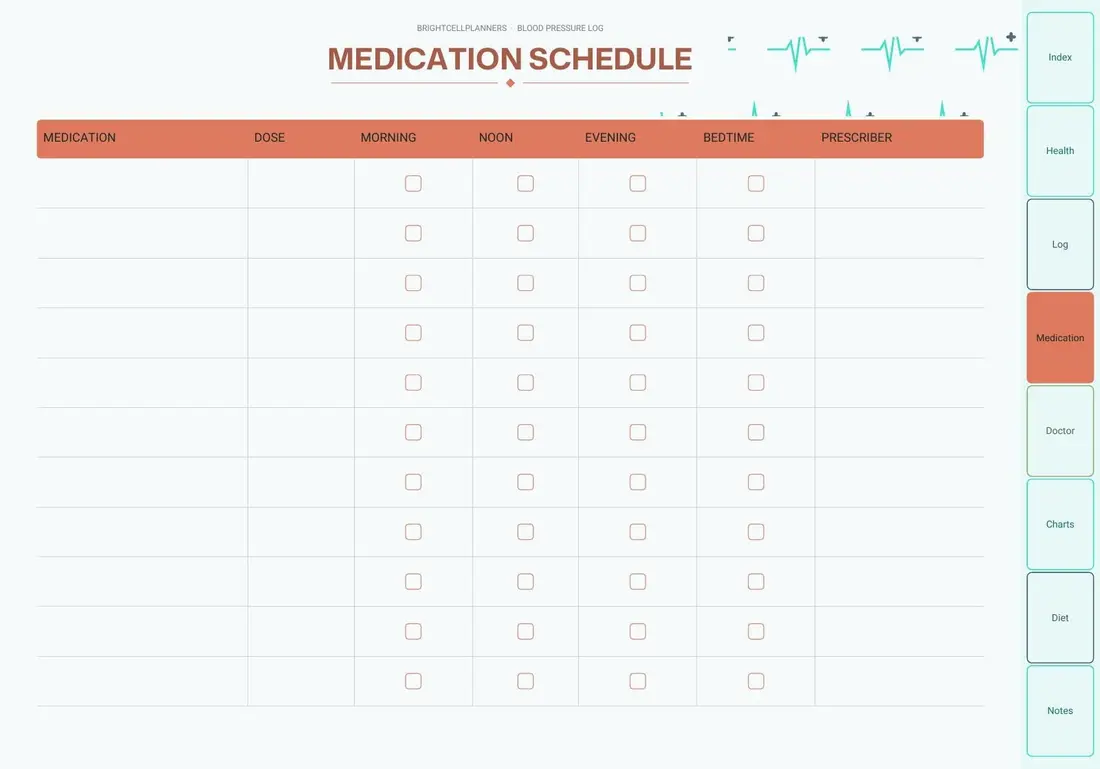 BRIGHTCELLPLANNERS · BLOOD PRESSURE LOG
MEDICATION SCHEDULE
MEDICATION DOSE MORNING NOON EVENING BEDTIME PRESCRIBER
Index
Health
Log
Medication
Doctor
Charts
Diet
Notes